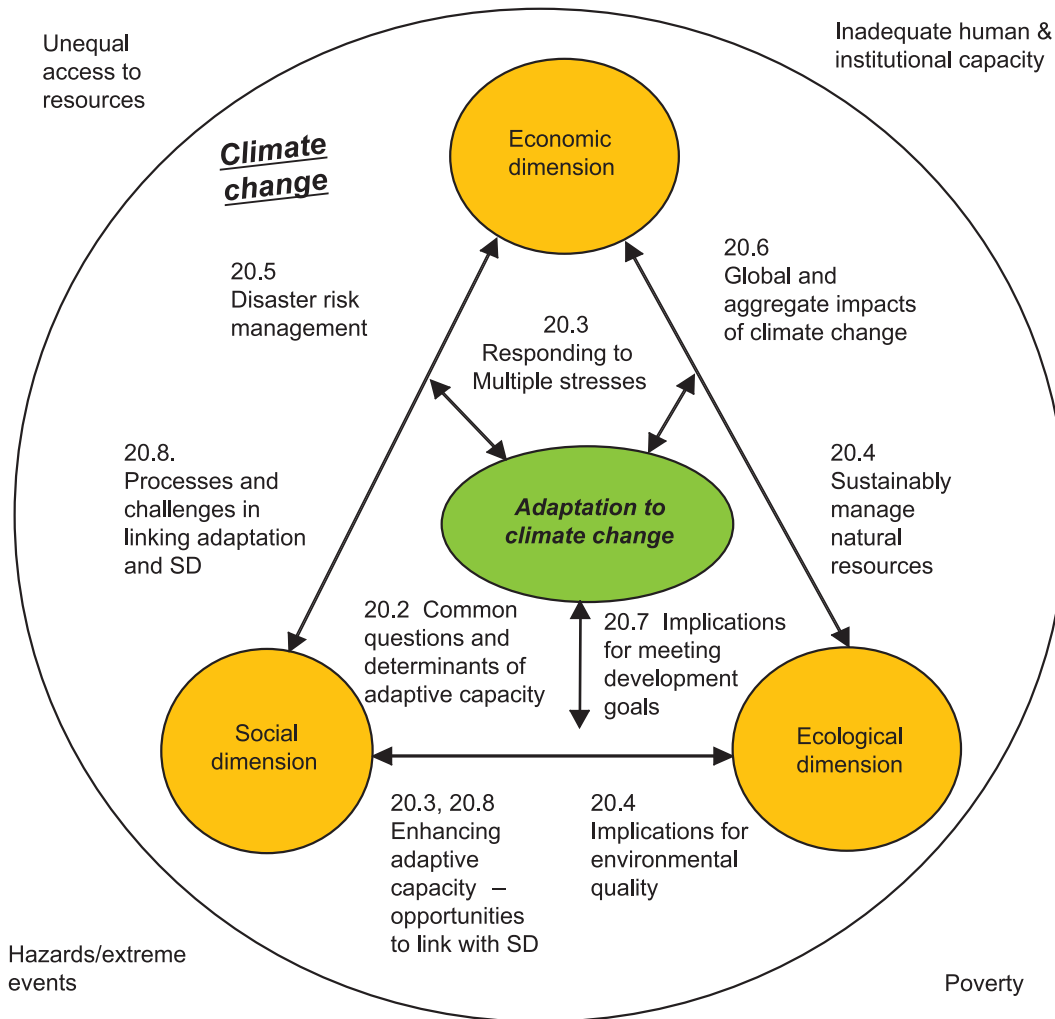 Unequal
access to
resources
Inadequate human &
institutional capacity
Climate
change
Economic
dimension
20.5
Disaster risk
management
20.6
Global and
aggregate impacts
of climate change
20.3
Responding to
Multiple stresses
20.8.
Processes and
challenges in
linking adaptation
and SD
20.4
Sustainably
manage
natural
resources
Adaptation to
climate change
20.2 Common
questions and
determinants of
adaptive capacity
20.7 Implications
for meeting
development
goals
Social
dimension
Ecological
dimension
20.3, 20.8
Enhancing
adaptive
capacity –
opportunities
to link with SD
20.4
Implications for
environmental
quality
Hazards/extreme
events
Poverty